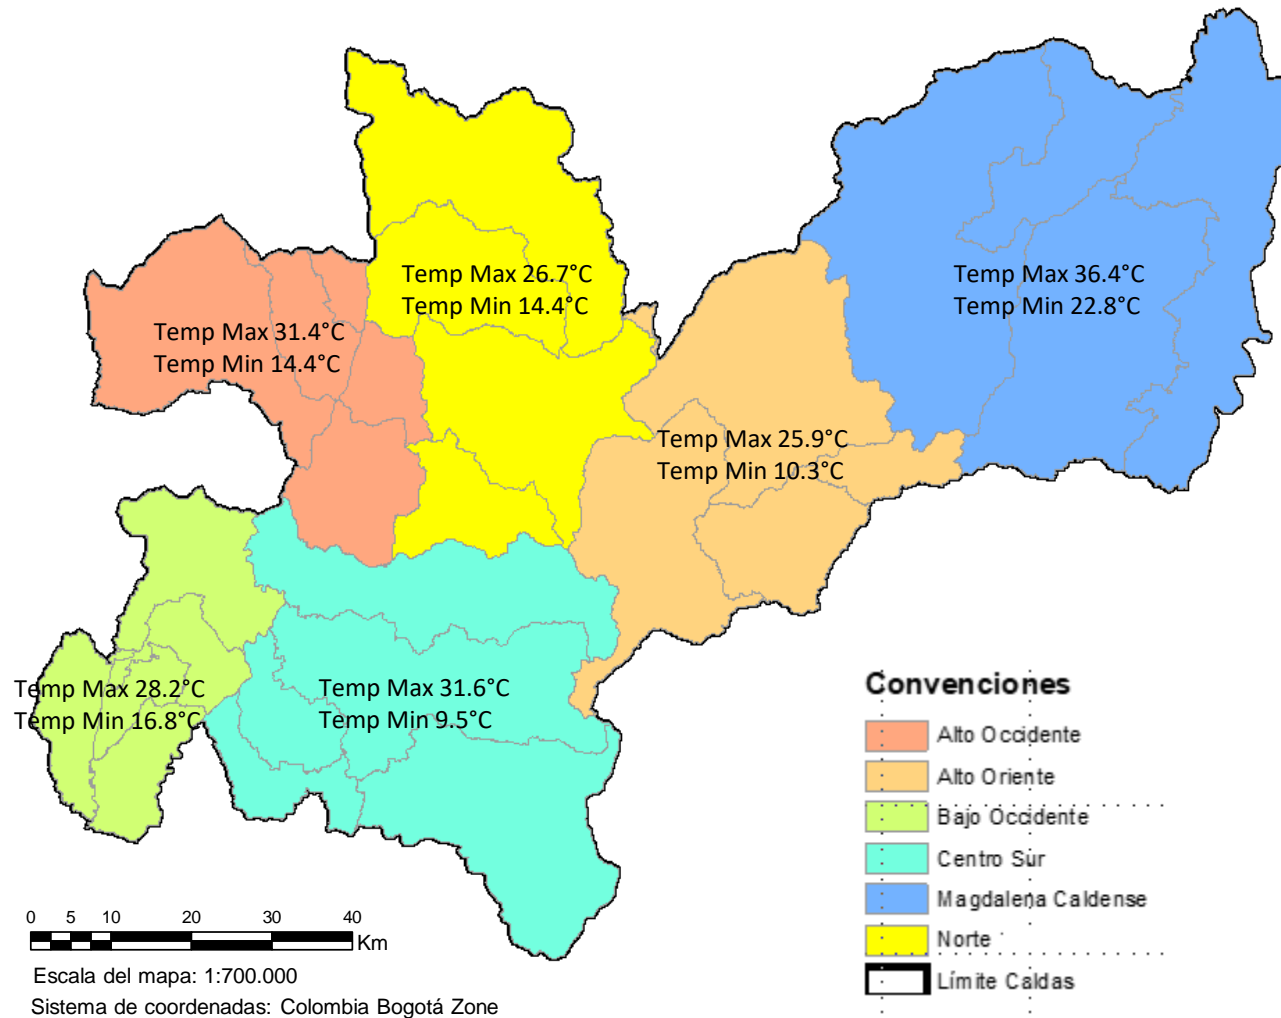 Temp Max 26.7°C
Temp Min 14.4°C
Temp Max 36.4°C
Temp Min 22.8°C
Temp Max 31.4°C
Temp Min 14.4°C
Temp Max 25.9°C
Temp Min 10.3°C
Temp Max 28.2°C
Temp Min 16.8°C
Temp Max 31.6°C
Temp Min 9.5°C
Convenciones
Alto Occidente
Alto Oriente
Bajo Occidente
Centro Sur
Magdalena Caldense
Norte
Límite Caldas
0 5 10 20 30 40
Km
Escala del mapa: 1:700.000
Sistema de coordenadas: Colombia Bogotá Zone